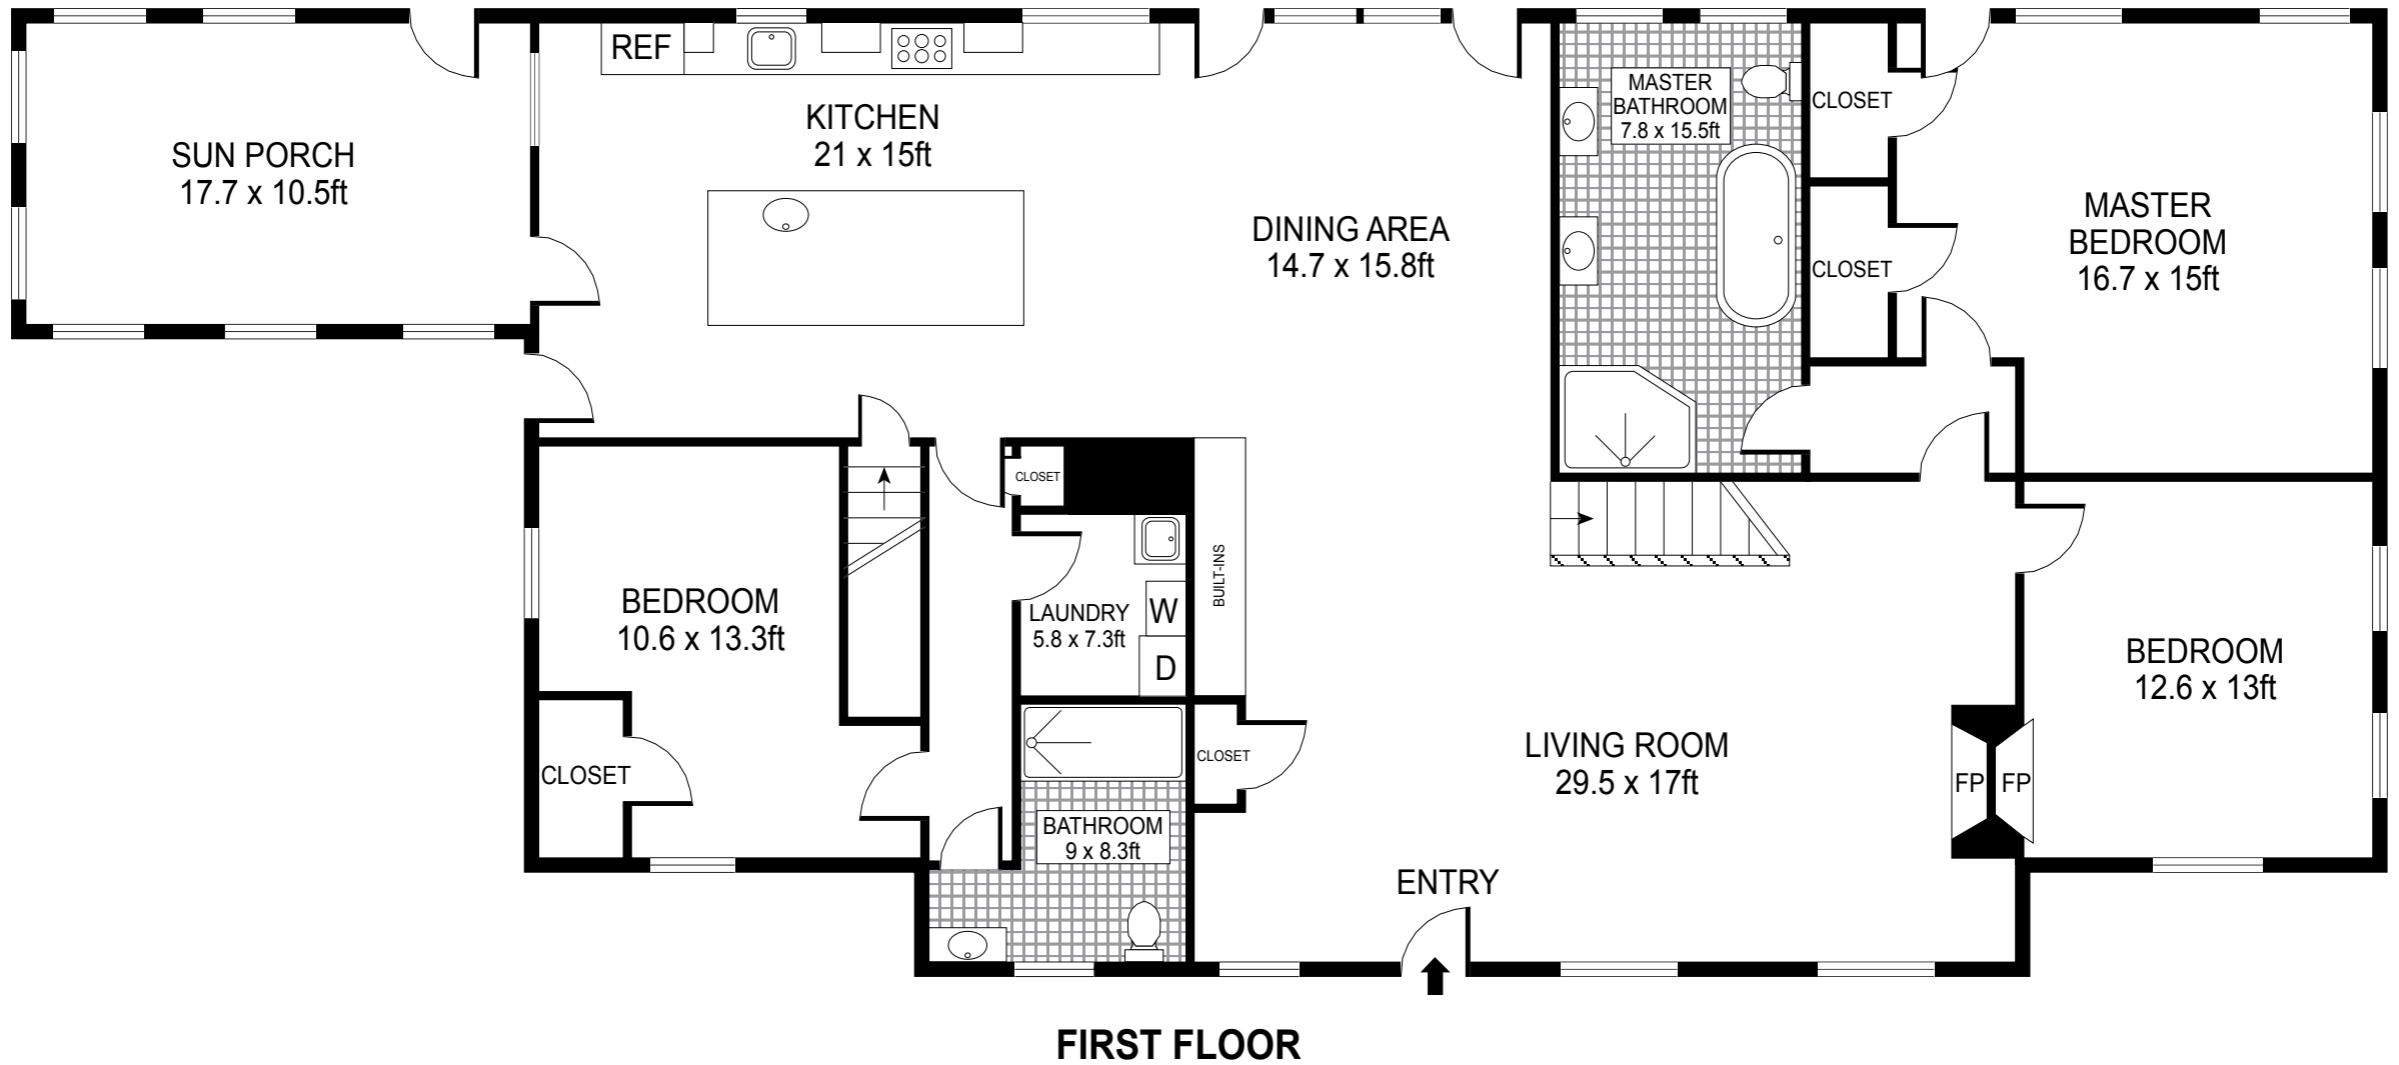 REF
KITCHEN
21 x 15ft
SUN PORCH
17.7 x 10.5ft
DINING AREA
14.7 x 15.8ft
MASTER
BATHROOM
7.8 x 15.5ft
CLOSET
CLOSET
MASTER
BEDROOM
16.7 x 15ft
CLOSET
BEDROOM
10.6 x 13.3ft
CLOSET
LAUNDRY
5.8 x 7.3ft
W
D
BUILT-INS
CLOSET
BATHROOM
9 x 8.3ft
LIVING ROOM
29.5 x 17ft
FP
FP
BEDROOM
12.6 x 13ft
ENTRY
FIRST FLOOR